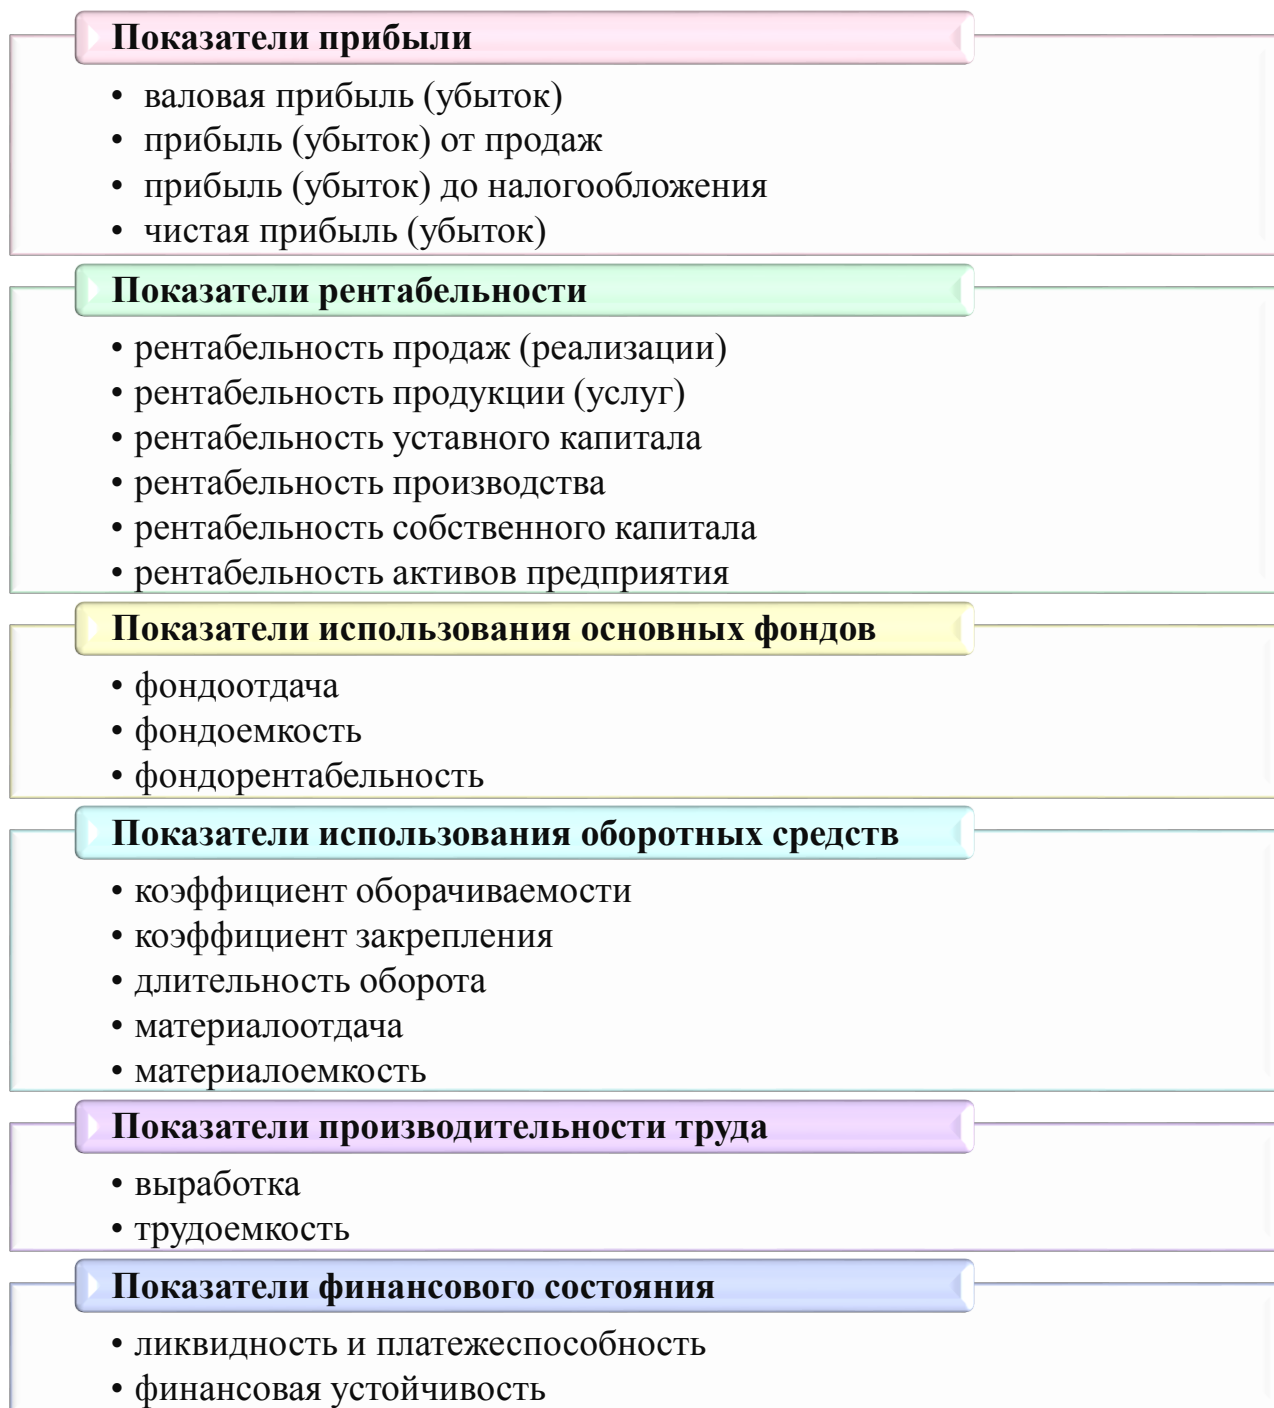 Показатели прибыли
• валовая прибыль (убыток)
• прибыль (убыток) от продаж
• прибыль (убыток) до налогообложения
• чистая прибыль (убыток)
Показатели рентабельности
• рентабельность продаж (реализации)
• рентабельность продукции (услуг)
• рентабельность уставного капитала
• рентабельность производства
• рентабельность собственного капитала
• рентабельность активов предприятия
Показатели использования основных фондов
• фондоотдача
• фондоемкость
• фондорентабельность
Показатели использования оборотных средств
• коэффициент оборачиваемости
• коэффициент закрепления
• длительность оборота
• материалоотдача
• материалоемкость
Показатели производительности труда
• выработка
• трудоемкость
Показатели финансового состояния
• ликвидность и платежеспособность
• финансовая устойчивость